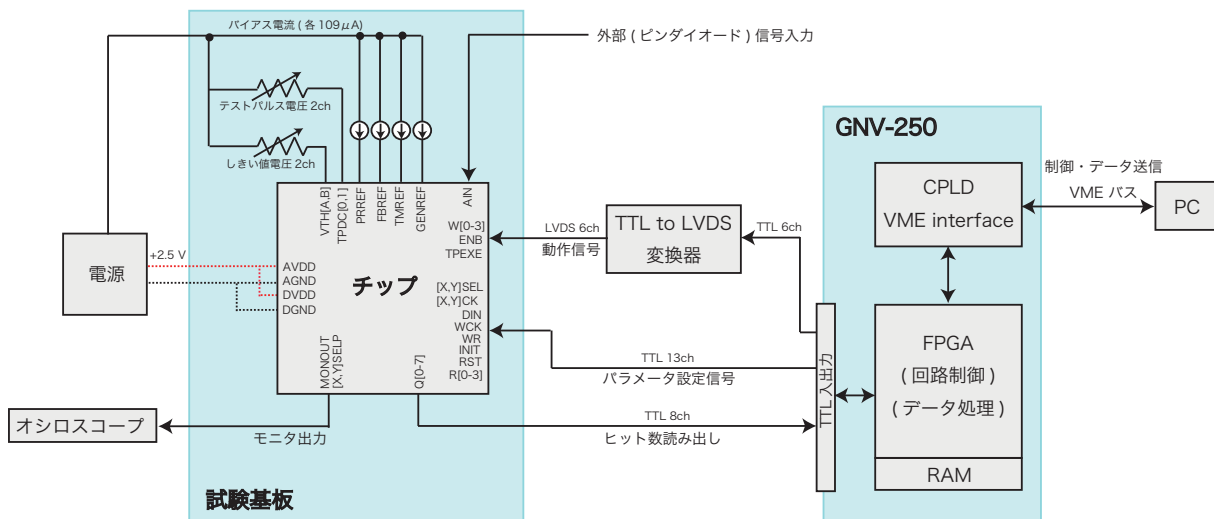 バイアス電流 ( 各 109μA)
外部 ( ピンダイオード ) 信号入力
テストパルス電圧 2ch
しきい値電圧 2ch
GNV-250
VTH[A,B]
TPDC[0,1]
PRREF
FBREF
TMREF
GENREF
AIN
W[0-3]
ENB
TPEXE
LVDS 6ch
動作信号
TTL to LVDS
変換器
TTL 6ch
CPLD
VME interface
制御・データ送信
VME バス
PC
電源
+2.5 V
AVDD
AGND
DVDD
DGND
チップ
[X,Y]SEL
[X,Y]CK
DIN
WCK
WR
INIT
RST
R[0-3]
MONOUT
[X,Y]SELP
Q[0-7]
TTL 13ch
パラメータ設定信号
TTL 入出力
FPGA
( 回路制御 )
( データ処理 )
RAM
オシロスコープ
モニタ出力
TTL 8ch
ヒット数読み出し
試験基板